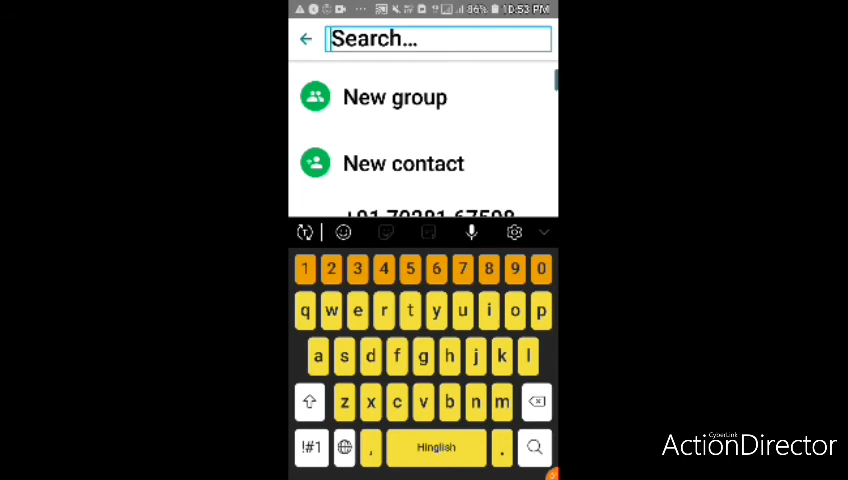 86% 10:53 PM
Search...
New group
New contact
1 2 3 4 5 6 7 8 9 0
q w e r t y u i o p
a s d f g h j k l
z x c v b n m
!#1 , Hinglish .
CyberLink
ActionDirector